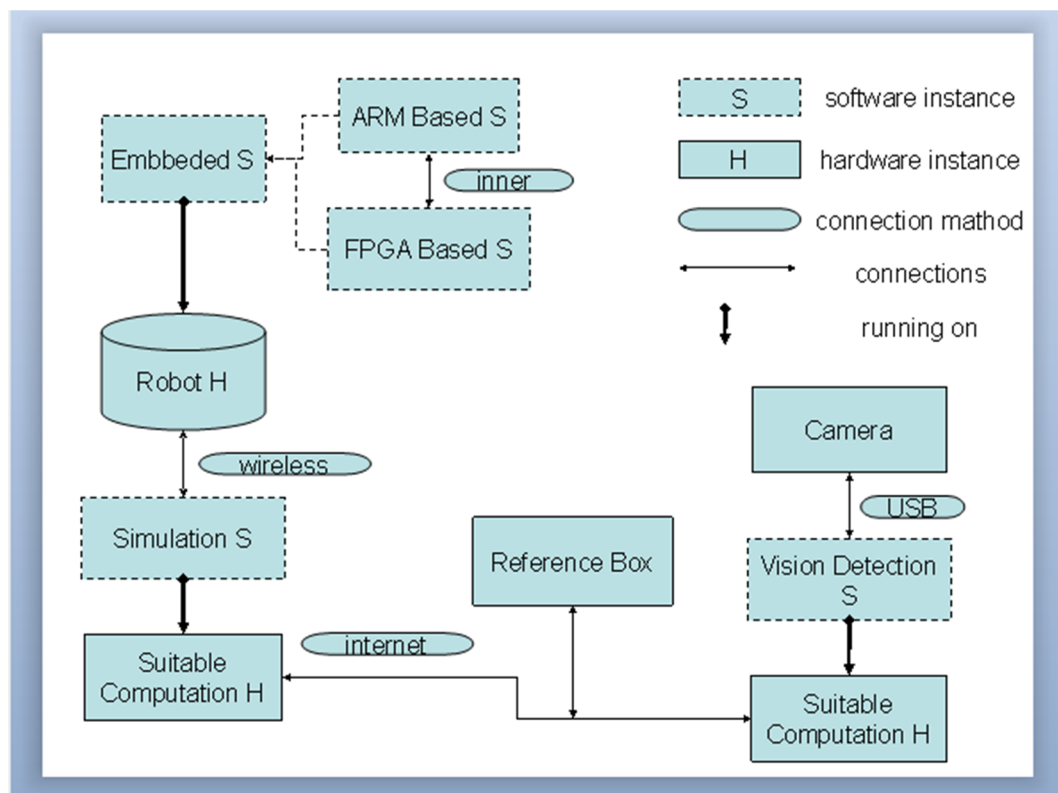 ARM Based S
Embbeded S
inner
FPGA Based S
S
software instance
H
hardware instance
connection mathod
connections
running on
Robot H
wireless
Simulation S
Suitable
Computation H
internet
Reference Box
Camera
USB
Vision Detection
S
Suitable
Computation H